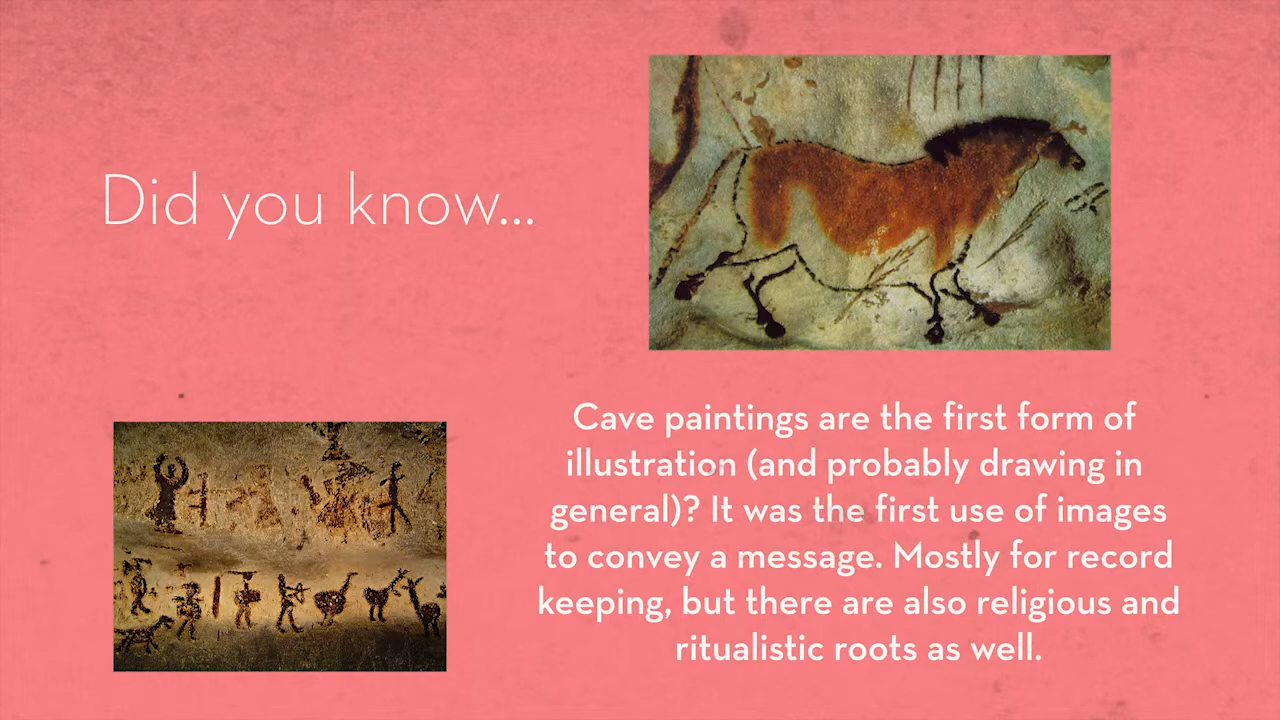 Did you know...
Cave paintings are the first form of
illustration (and probably drawing in
general)? It was the first use of images
to convey a message. Mostly for record
keeping, but there are also religious and
ritualistic roots as well.